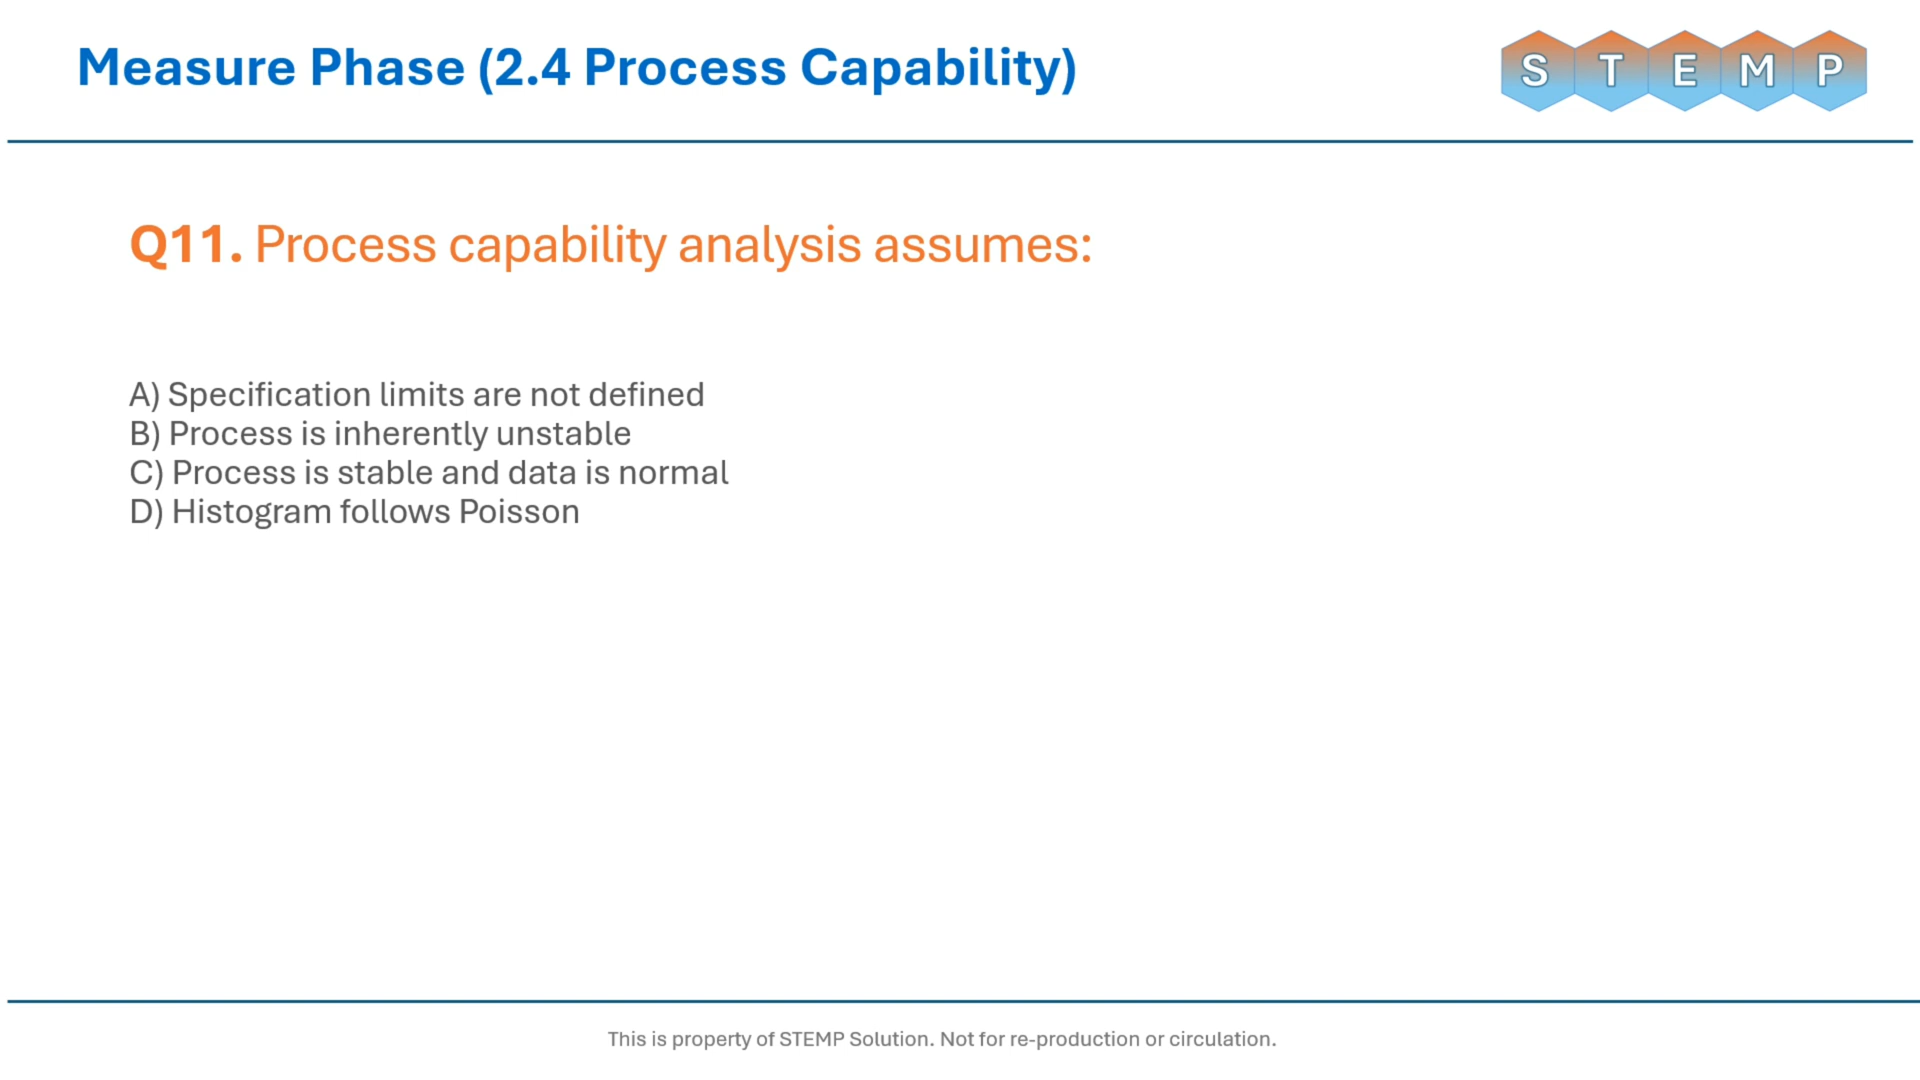 Measure Phase (2.4 Process Capability)
S T E M P
Q11. Process capability analysis assumes:
A) Specification limits are not defined
B) Process is inherently unstable
C) Process is stable and data is normal
D) Histogram follows Poisson
This is property of STEMP Solution. Not for re-production or circulation.